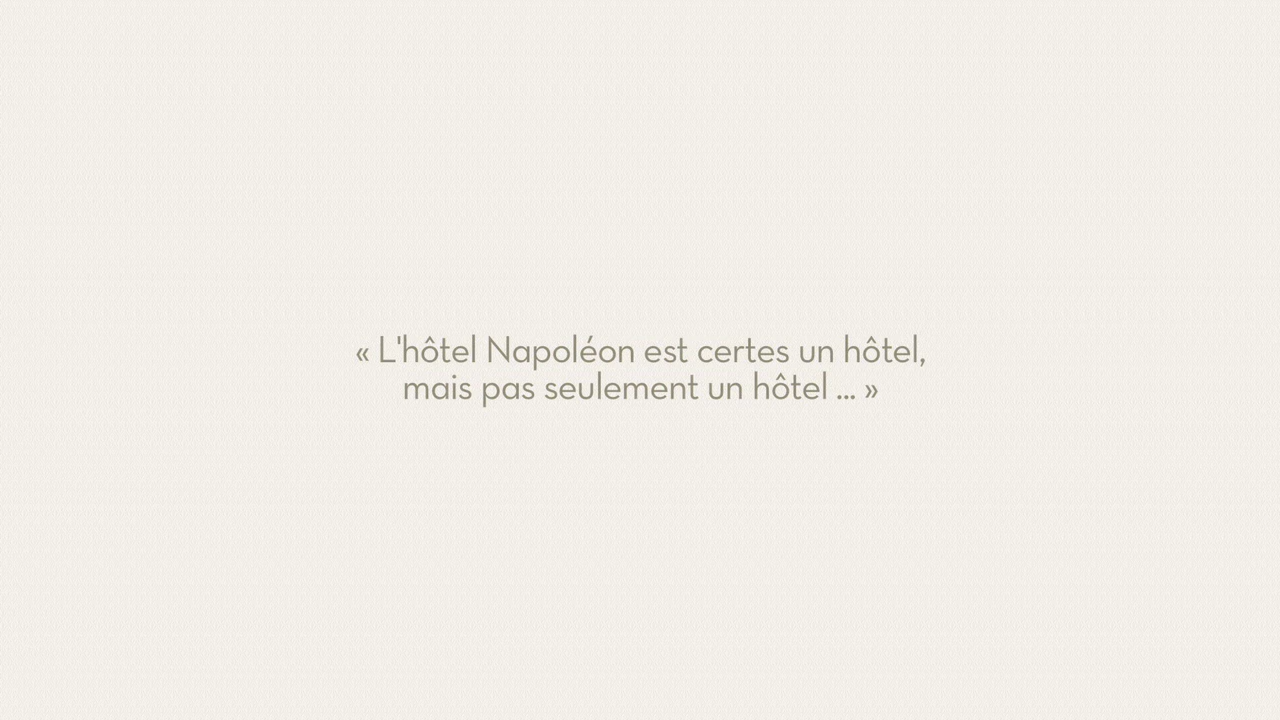 « L'hôtel Napoléon est certes un hôtel,
mais pas seulement un hôtel ... »